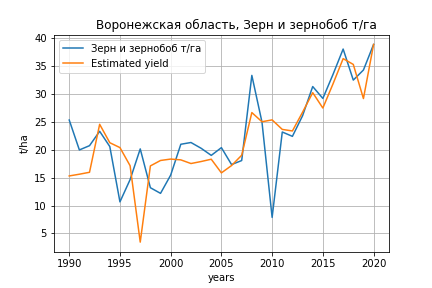 Воронежская область, Зерн и зернобоб т/га
Зерн и зернобоб т/га
Estimated yield
40
35
30
25
20
15
10
5
t/ha
1990 1995 2000 2005 2010 2015 2020
years